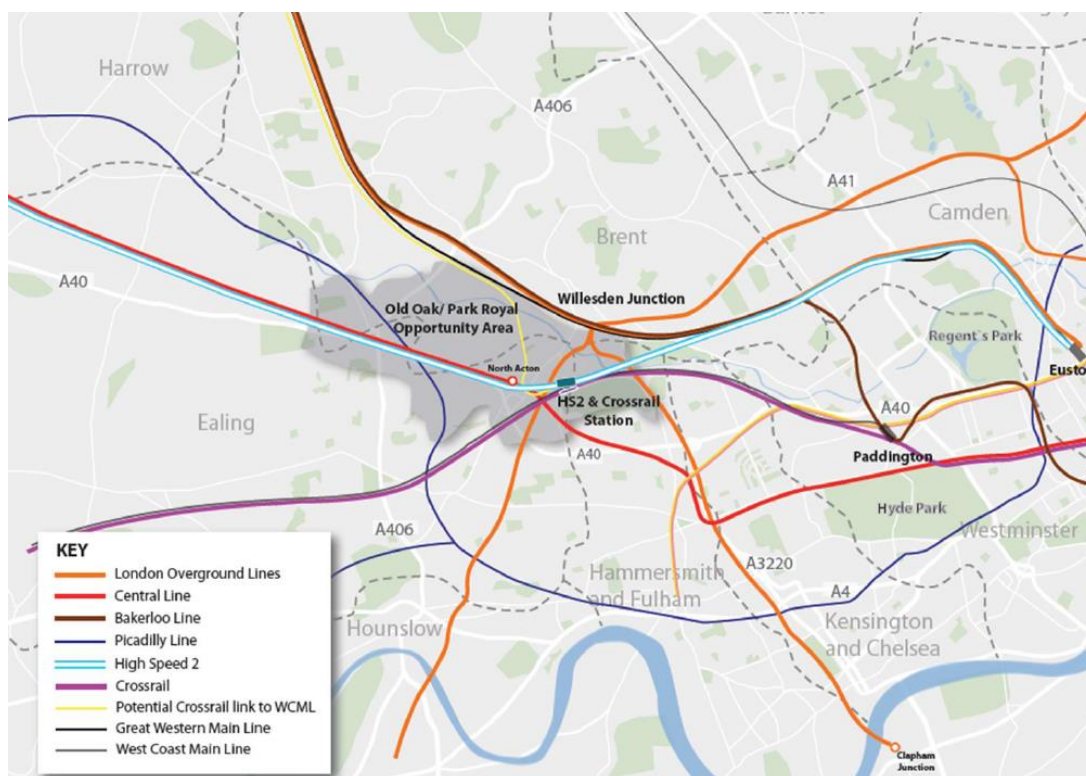 Harrow
A406
A41
Camden
Brent
A40
Willesden Junction
Old Oak/ Park Royal
Opportunity Area
Regent's Park
North Acton
Eusto
HS2 & Crossrail
Station
A40
Ealing
A40
Paddington
Hyde Park
Westminster
A406
A3220
Hammersmith
and Fulham
A4
Hounslow
Kensington
and Chelsea
Clapham
Junction
KEY
London Overground Lines
Central Line
Bakerloo Line
Picadilly Line
High Speed 2
Crossrail
Potential Crossrail link to WCML
Great Western Main Line
West Coast Main Line